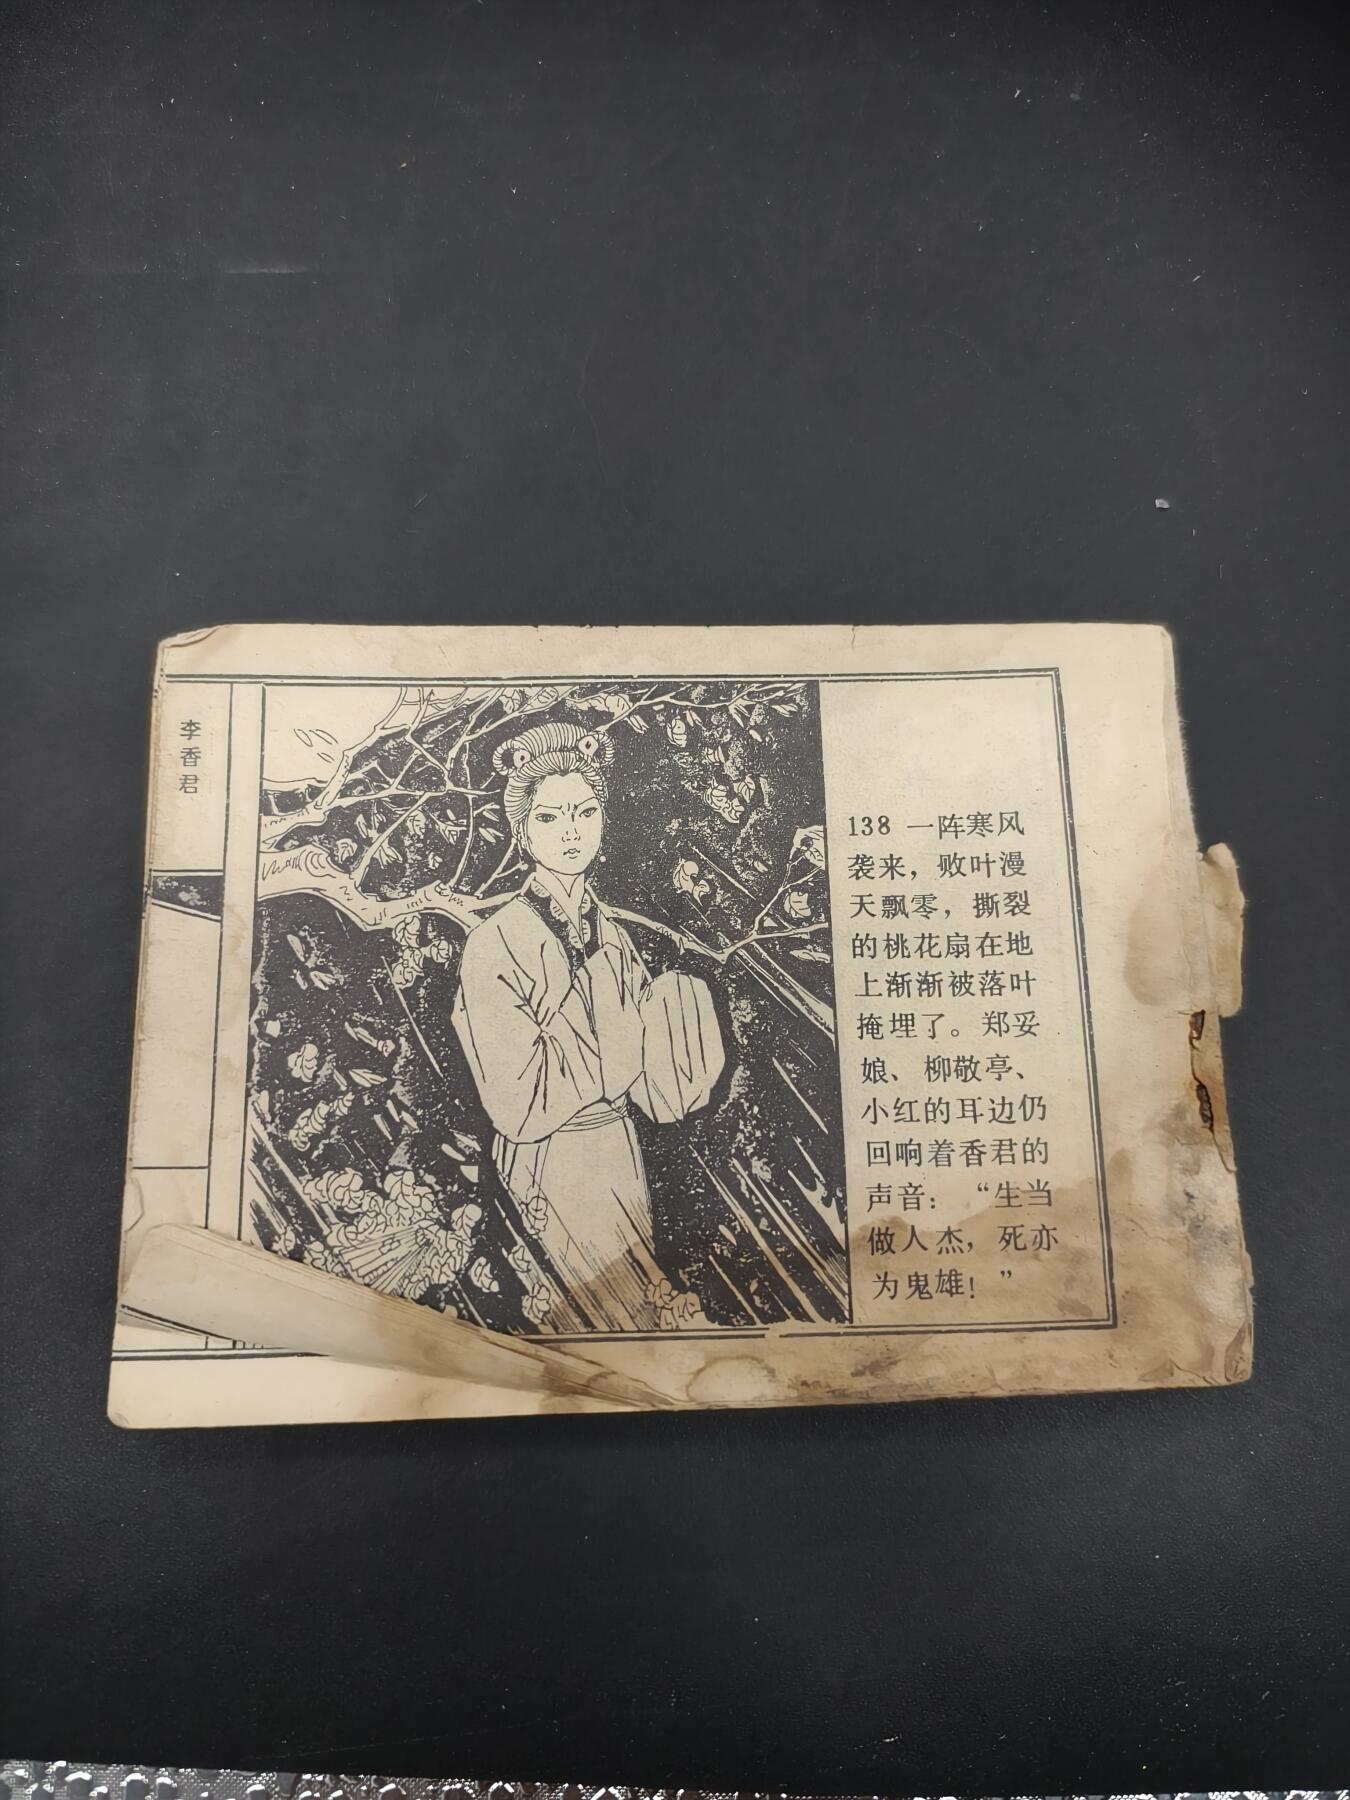 李香君
138 一阵寒风
袭来，败叶漫
天飘零，撕裂
的桃花扇在地
上渐渐被落叶
掩埋了。郑妥
娘、柳敬亭、
小红的耳边仍
回响着香君的
声音：“生当
做人杰，死亦
为鬼雄！”